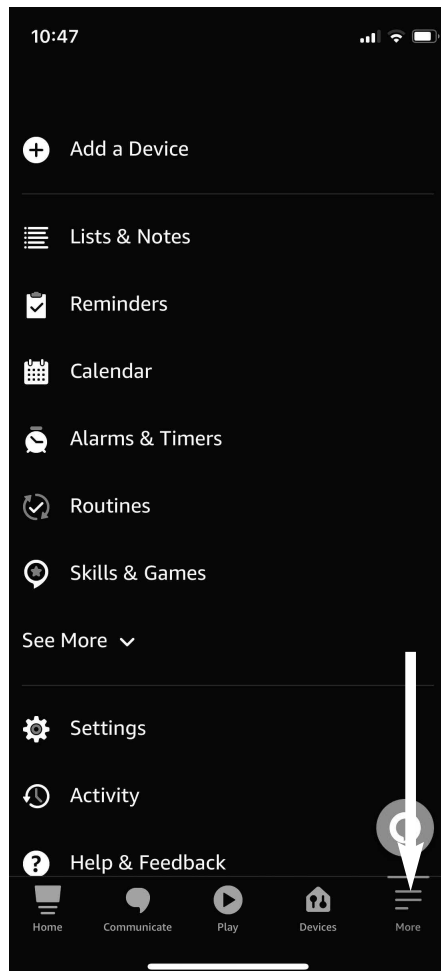 10:47
Add a Device
Lists & Notes
Reminders
Calendar
Alarms & Timers
Routines
Skills & Games
See More
Settings
Activity
Help & Feedback
Home Communicate Play Devices More